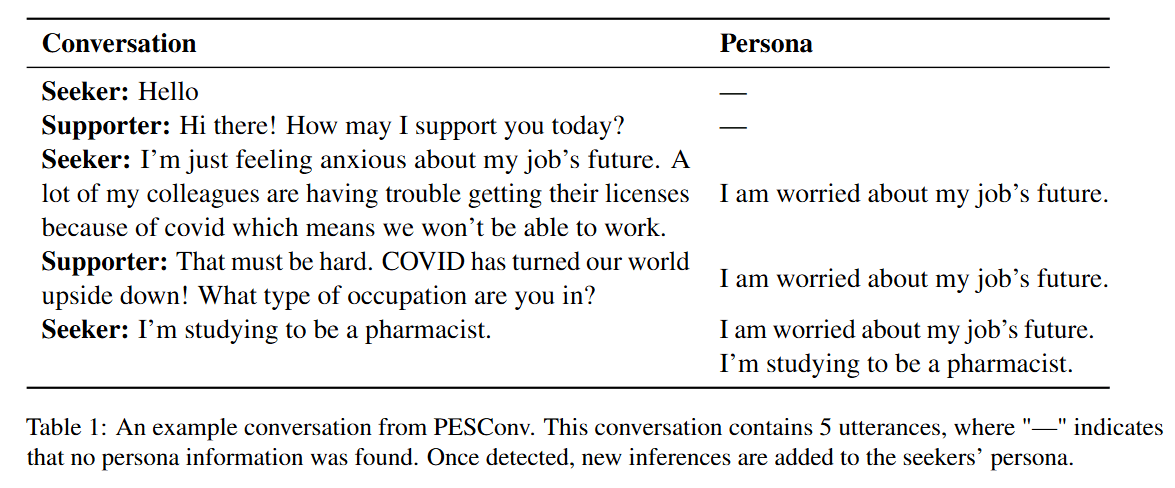 Conversation Persona
Seeker: Hello —
Supporter: Hi there! How may I support you today? —
Seeker: I'm just feeling anxious about my job's future. A
lot of my colleagues are having trouble getting their licenses
because of covid which means we won't be able to work.
I am worried about my job's future.
Supporter: That must be hard. COVID has turned our world
upside down! What type of occupation are you in?
I am worried about my job's future.
Seeker: I'm studying to be a pharmacist.
I am worried about my job's future.
I'm studying to be a pharmacist.
Table 1: An example conversation from PESConv. This conversation contains 5 utterances, where "—" indicates
that no persona information was found. Once detected, new inferences are added to the seekers' persona.